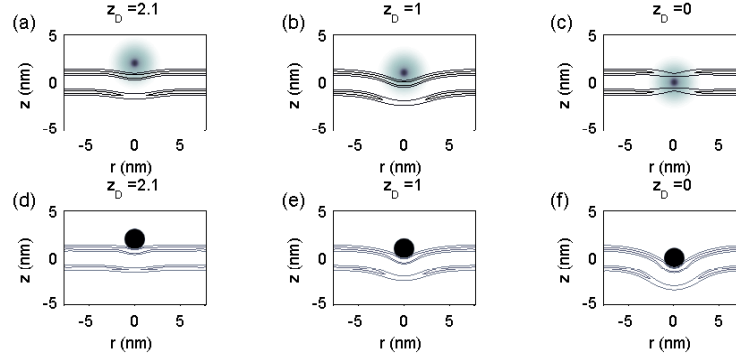 (a) z_D=2.1
5
0
-5
z (nm)
-5 0 5
r (nm)
(b) z_D=1
5
0
-5
z (nm)
-5 0 5
r (nm)
(c) z_D=0
5
0
-5
z (nm)
-5 0 5
r (nm)
(d) z_D=2.1
5
0
-5
z (nm)
-5 0 5
r (nm)
(e) z_D=1
5
0
-5
z (nm)
-5 0 5
r (nm)
(f) z_D=0
5
0
-5
z (nm)
-5 0 5
r (nm)